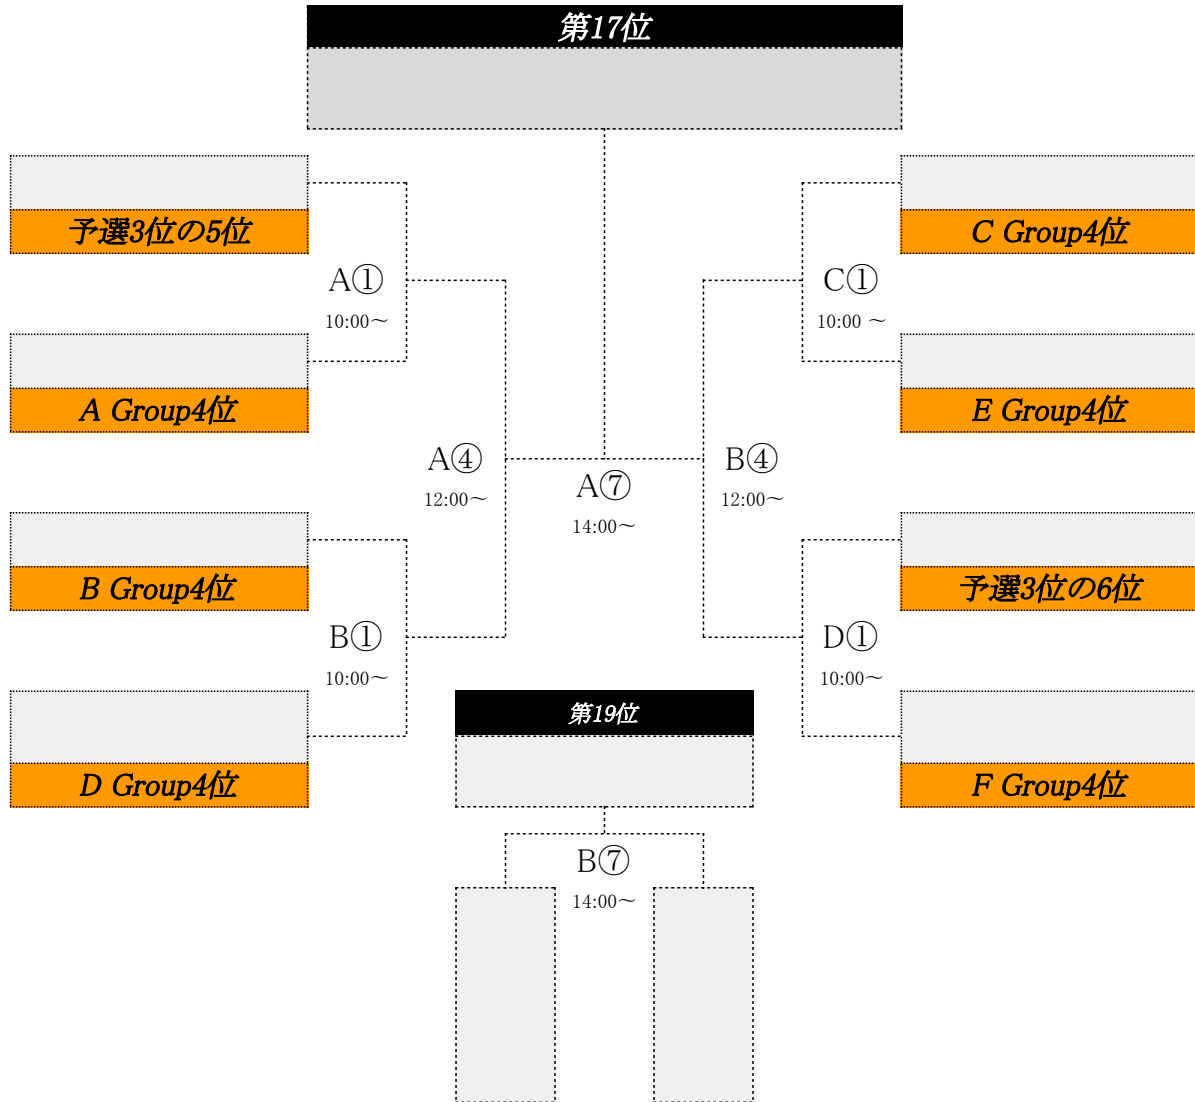 第17位
予選3位の5位
C Group4位
A①
10:00～
C①
10:00 ～
A Group4位
E Group4位
A④
12:00～
A⑦
14:00～
B④
12:00～
B Group4位
予選3位の6位
B①
10:00～
D①
10:00～
第19位
D Group4位
F Group4位
B⑦
14:00～